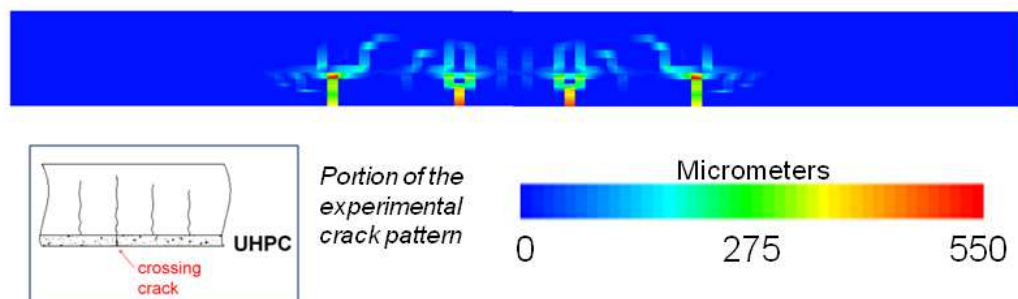 Portion of the
experimental
crack pattern
UHPC
crossing
crack
Micrometers
0 275 550